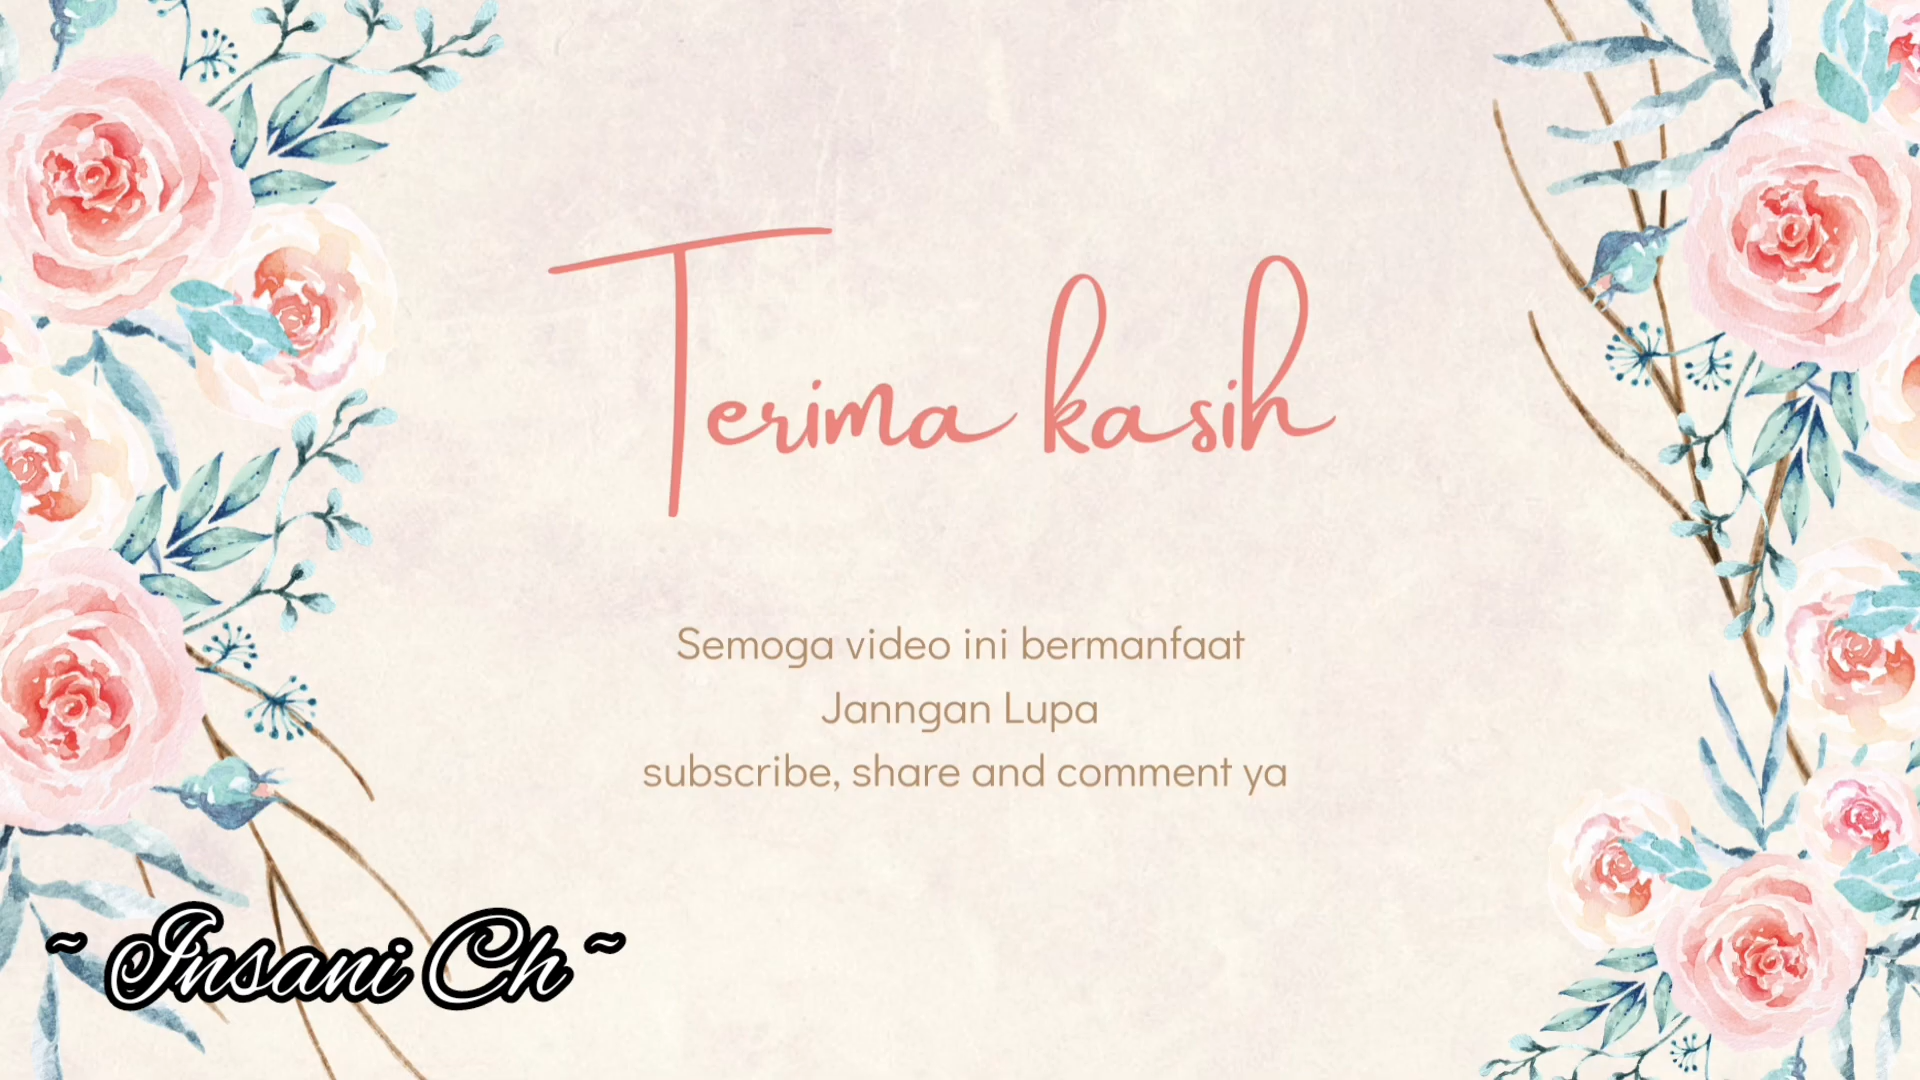 Terima kasih
Semoga video ini bermanfaat
Janngan Lupa
subscribe, share and comment ya
~ Insani Ch ~